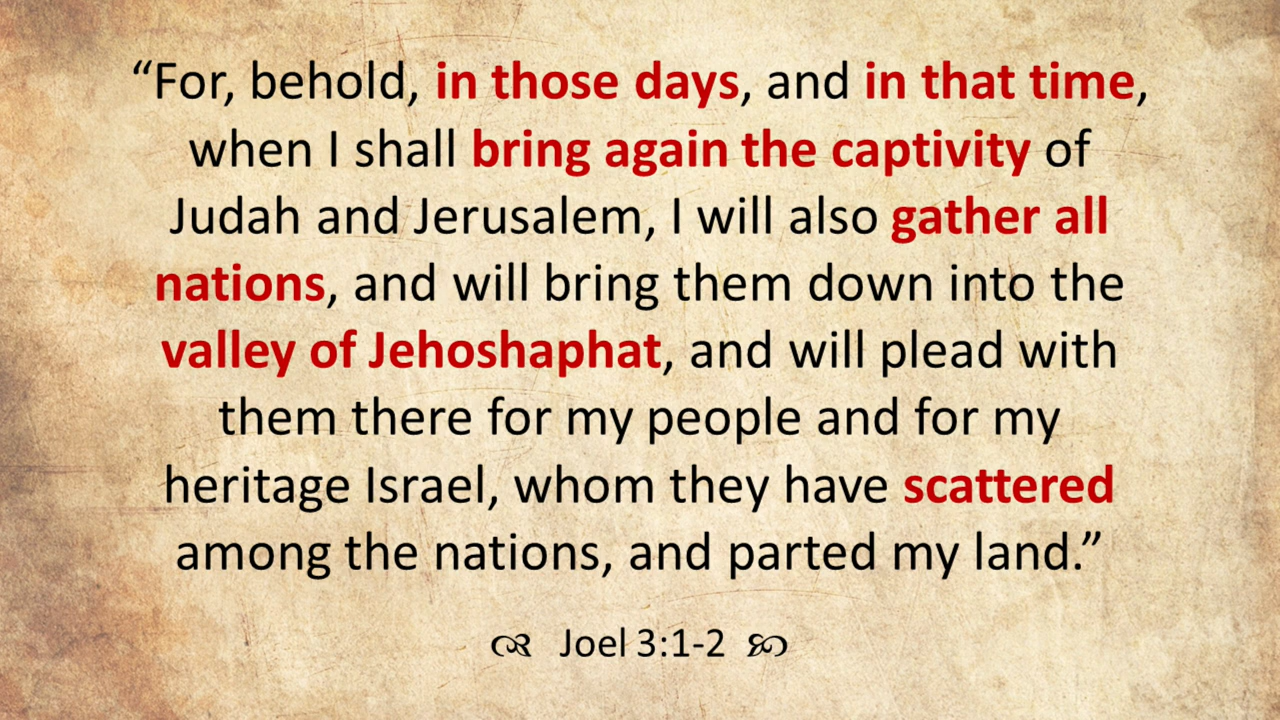 “For, behold, in those days, and in that time,
when I shall bring again the captivity of
Judah and Jerusalem, I will also gather all
nations, and will bring them down into the
valley of Jehoshaphat, and will plead with
them there for my people and for my
heritage Israel, whom they have scattered
among the nations, and parted my land.”
Joel 3:1-2